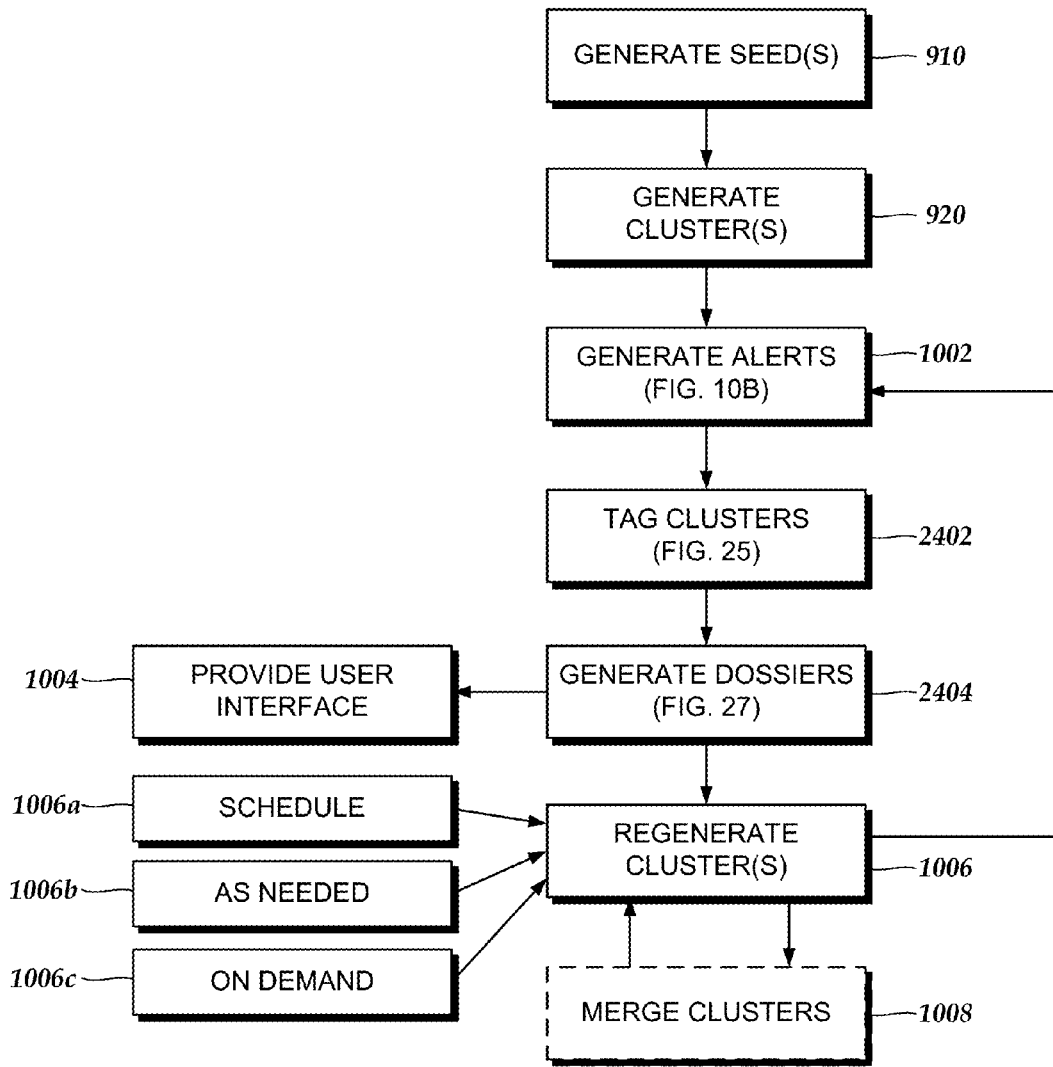 GENERATE SEED(S)
910
GENERATE
CLUSTER(S)
920
GENERATE ALERTS
(FIG. 10B)
1002
TAG CLUSTERS
(FIG. 25)
2402
1004
PROVIDE USER
INTERFACE
GENERATE DOSSIERS
(FIG. 27)
2404
1006a
SCHEDULE
1006b
AS NEEDED
1006c
ON DEMAND
REGENERATE
CLUSTER(S)
1006
MERGE CLUSTERS
1008